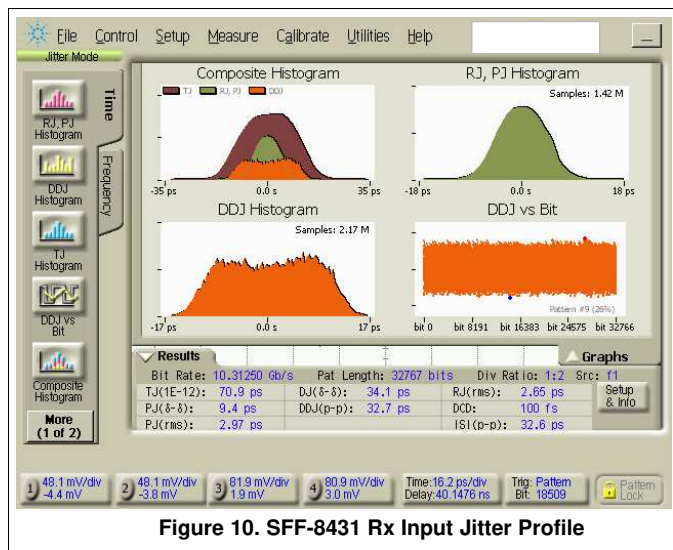 File Control Setup Measure Calibrate Utilities Help
Jitter Mode
Time
Frequency
RJ, PJ
Histogram
DDJ
Histogram
TJ
Histogram
DDJ vs
Bit
Composite
Histogram
More
(1 of 2)
Composite Histogram
TJ RJ, PJ DDJ
-35 ps 0.0 s 35 ps
RJ, PJ Histogram
Samples: 1.42 M
-18 ps 0.0 s 18 ps
DDJ Histogram
Samples: 2.17 M
-17 ps 0.0 s 17 ps
DDJ vs Bit
Pattern #9 (26%)
bit 0 bit 8191 bit 16383 bit 24575 bit 32766
Results Graphs
Bit Rate: 10.31250 Gb/s Pat Length: 32767 bits Div Ratio: 1:2 Src: f1
TJ(1E-12): 70.9 ps DJ(δ-δ): 34.1 ps RJ(rms): 2.65 ps
PJ(δ-δ): 9.4 ps DDJ(p-p): 32.7 ps DCD: 100 fs
PJ(rms): 2.97 ps ISI(p-p): 32.6 ps
Setup
& Info
1 48.1 mV/div
-4.4 mV
2 48.1 mV/div
-3.8 mV
3 81.9 mV/div
1.9 mV
4 80.9 mV/div
3.0 mV
Time:16.2 ps/div
Delay:40.1476 ns
Trig: Pattern
Bit: 18509
Pattern
Lock
Figure 10. SFF-8431 Rx Input Jitter Profile